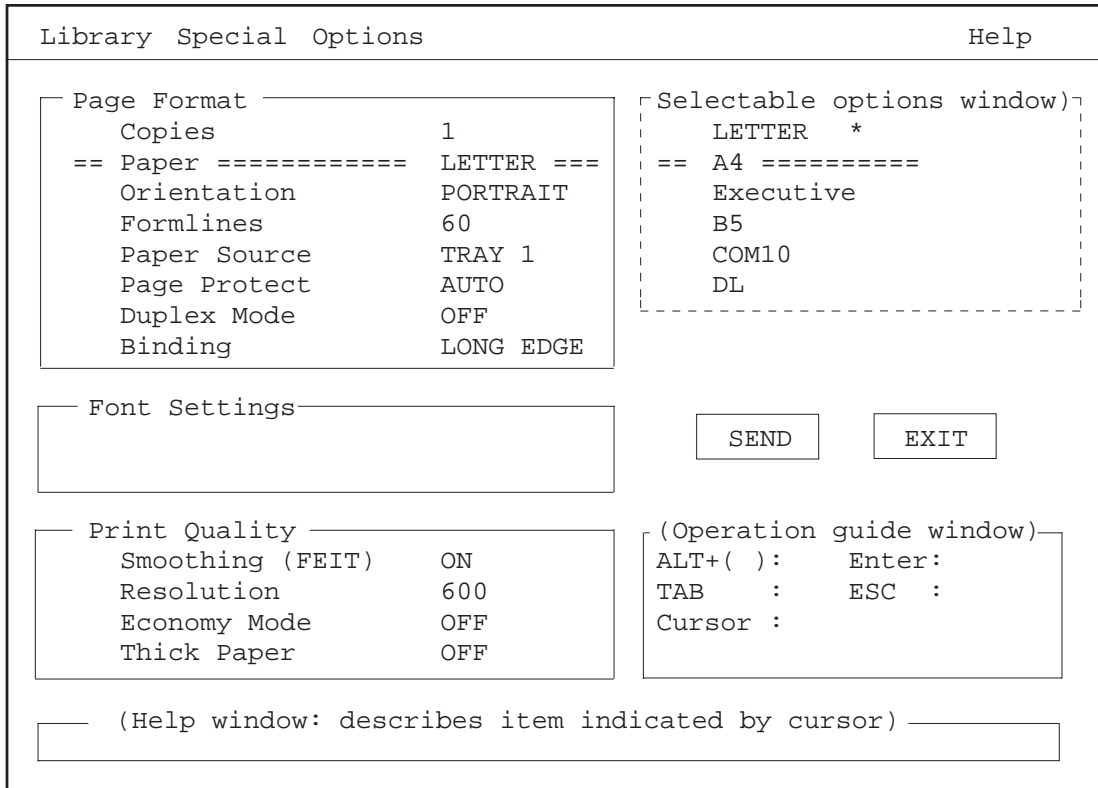 Library Special Options Help
Page Format
Copies 1
== Paper ============ LETTER ===
Orientation PORTRAIT
Formlines 60
Paper Source TRAY 1
Page Protect AUTO
Duplex Mode OFF
Binding LONG EDGE
Selectable options window)
LETTER *
== A4 ==========
Executive
B5
COM10
DL
Font Settings
SEND EXIT
Print Quality
Smoothing (FEIT) ON
Resolution 600
Economy Mode OFF
Thick Paper OFF
(Operation guide window)
ALT+( ): Enter:
TAB : ESC :
Cursor :
(Help window: describes item indicated by cursor)